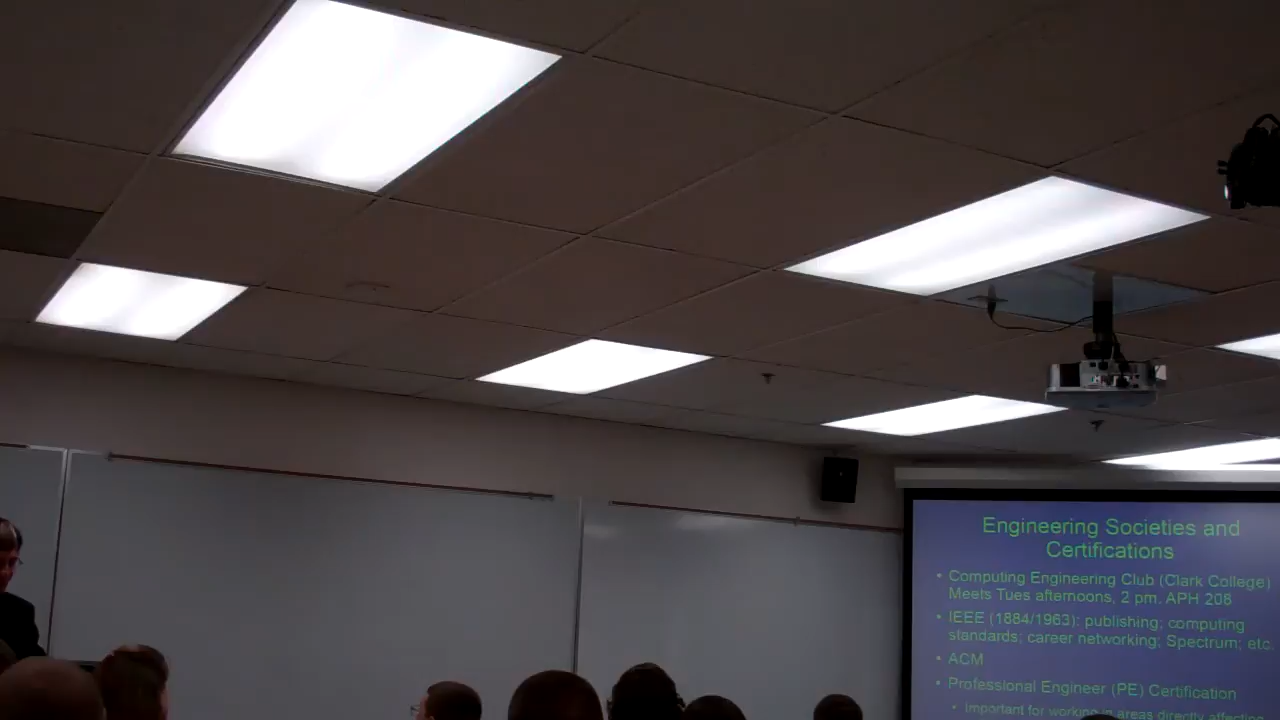 Engineering Societies and
Certifications
• Computing Engineering Club (Clark College)
Meets Tues afternoons, 2 pm, APH 208
• IEEE (1884/1963): publishing; computing
standards; career networking; Spectrum; etc.
• ACM
• Professional Engineer (PE) Certification
• Important for working in areas directly affecting